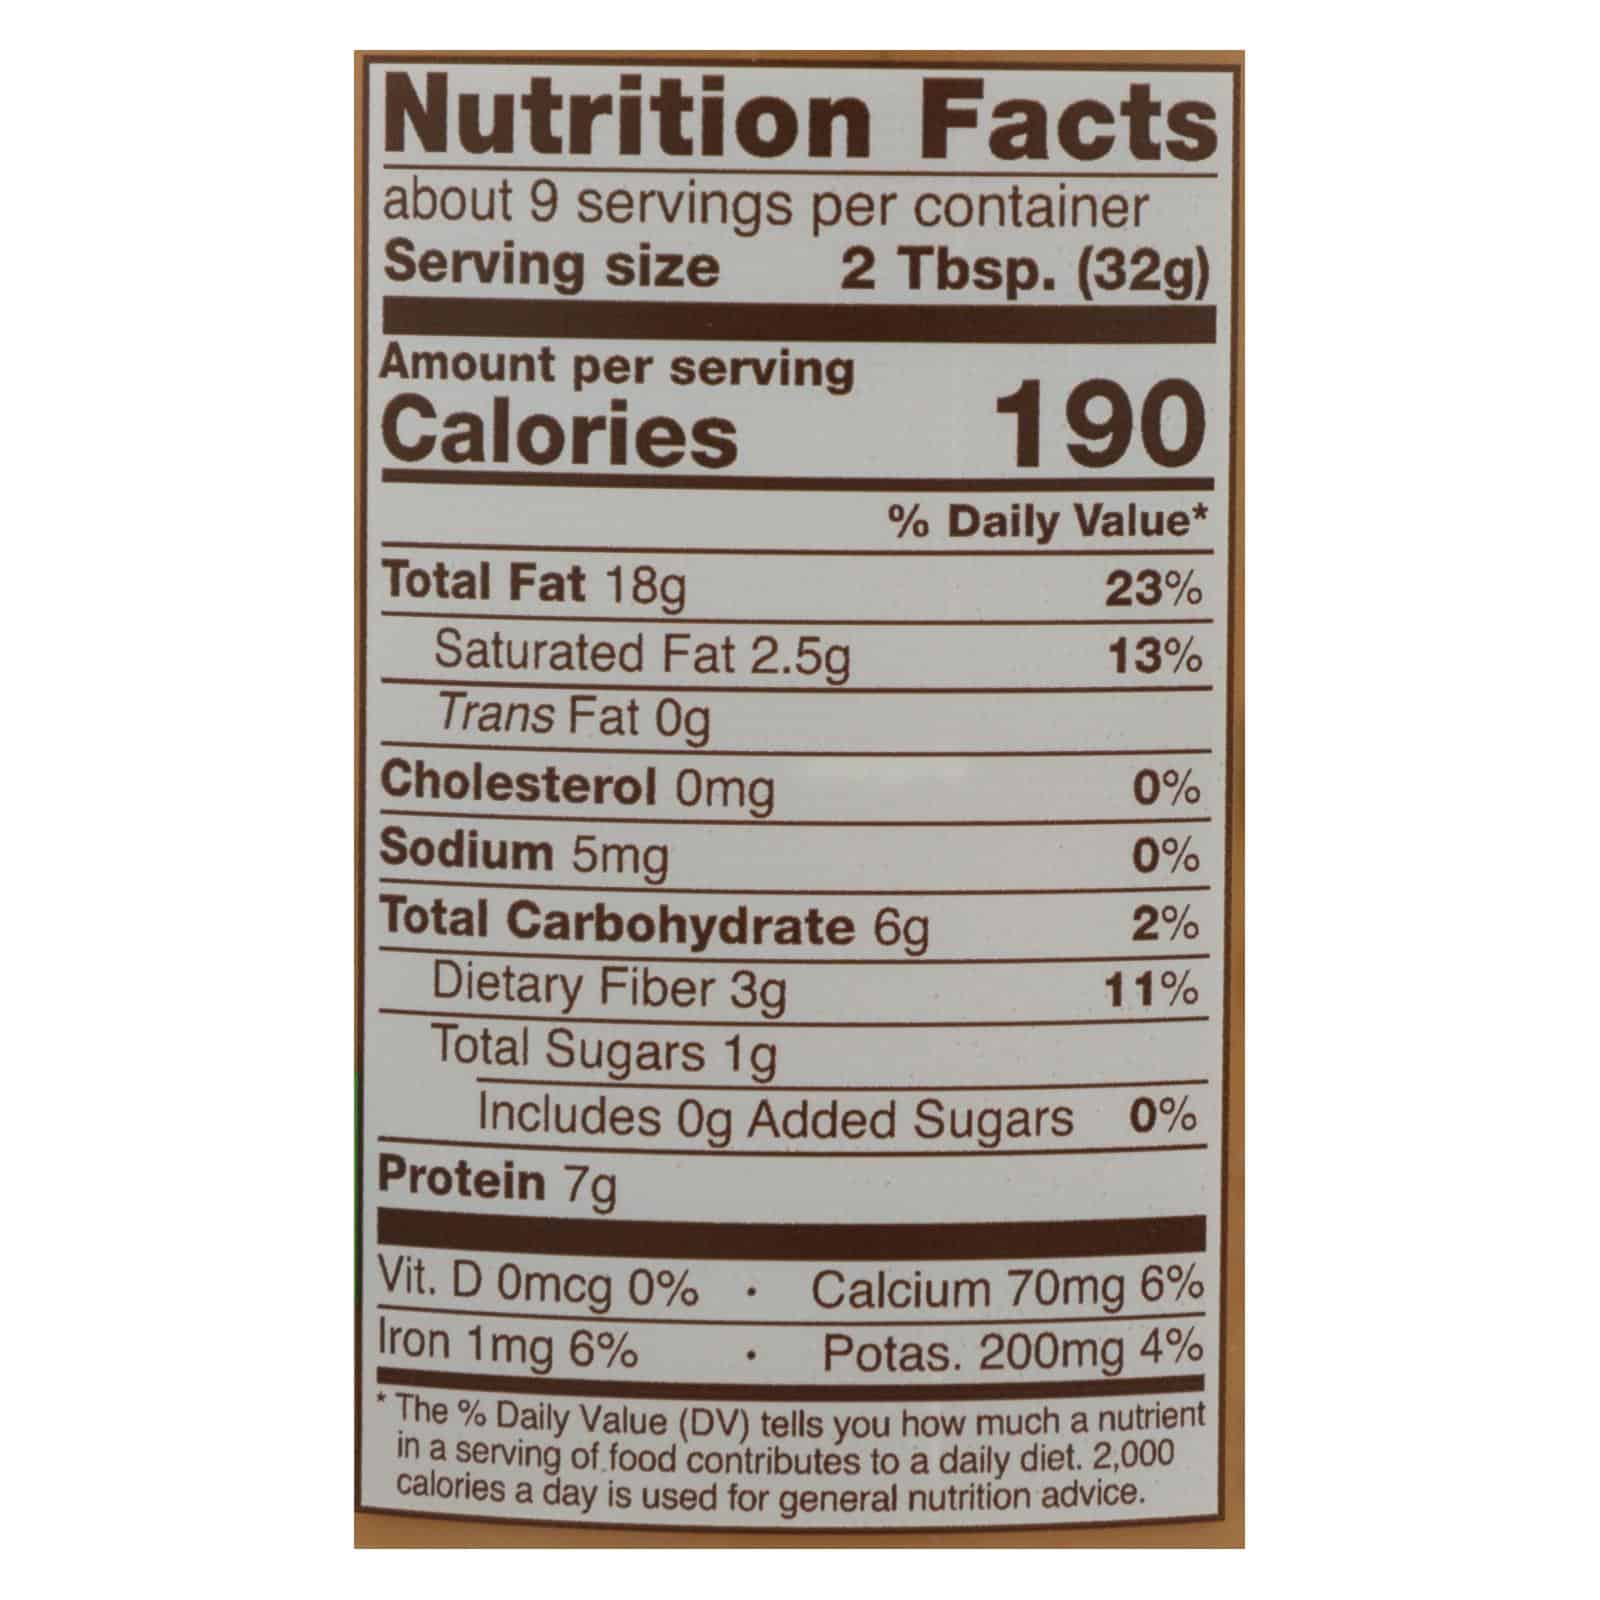 Nutrition Facts
about 9 servings per container
Serving size 2 Tbsp. (32g)
Amount per serving
Calories 190
% Daily Value*
Total Fat 18g 23%
Saturated Fat 2.5g 13%
Trans Fat 0g
Cholesterol 0mg 0%
Sodium 5mg 0%
Total Carbohydrate 6g 2%
Dietary Fiber 3g 11%
Total Sugars 1g
Includes 0g Added Sugars 0%
Protein 7g
Vit. D 0mcg 0% · Calcium 70mg 6%
Iron 1mg 6% · Potas. 200mg 4%
* The % Daily Value (DV) tells you how much a nutrient
in a serving of food contributes to a daily diet. 2,000
calories a day is used for general nutrition advice.